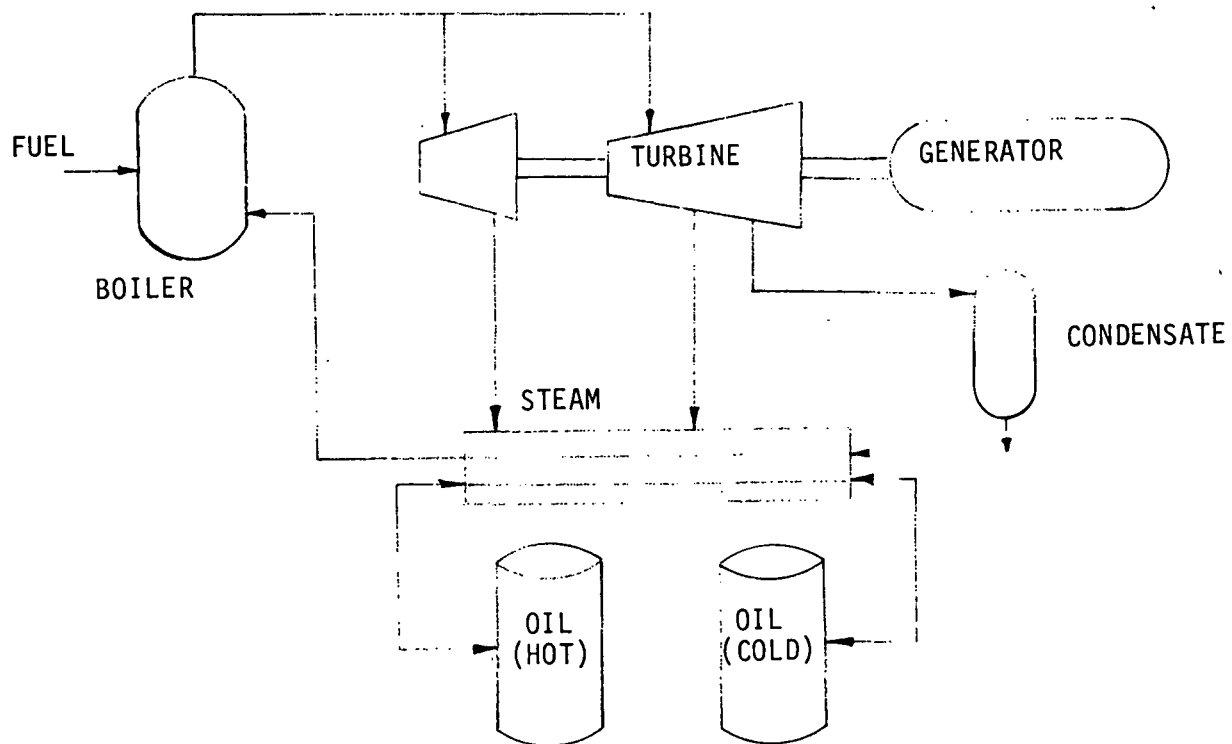 FUEL
TURBINE
GENERATOR
BOILER
CONDENSATE
STEAM
OIL
(HOT)
OIL
(COLD)